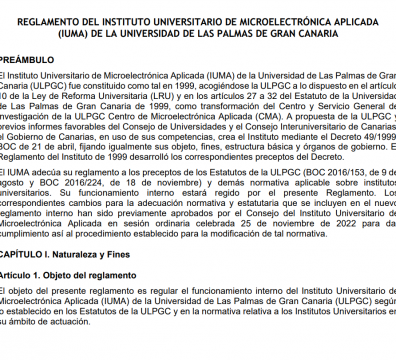 REGLAMENTO DEL INSTITUTO UNIVERSITARIO DE MICROELECTRÓNICA APLICADA
(IUMA) DE LA UNIVERSIDAD DE LAS PALMAS DE GRAN CANARIA
PREÁMBULO
El Instituto Universitario de Microelectrónica Aplicada (IUMA) de la Universidad de Las Palmas de Gran
Canaria (ULPGC) fue constituido como tal en 1999, acogiéndose la ULPGC a lo dispuesto en el artículo
10 de la Ley de Reforma Universitaria (LRU) y en los artículos 27 a 32 del Estatuto de la Universidad
de Las Palmas de Gran Canaria de 1999, como transformación del Centro y Servicio General de
Investigación de la ULPGC Centro de Microelectrónica Aplicada (CMA). A propuesta de la ULPGC y
previos informes favorables del Consejo de Universidades y el Consejo Interuniversitario de Canarias,
el Gobierno de Canarias, en uso de sus competencias, crea el Instituto mediante el Decreto 49/1999
BOC de 21 de abril, fijando igualmente sus objeto, fines, estructura básica y órganos de gobierno. El
Reglamento del Instituto de 1999 desarrolló los correspondientes preceptos del Decreto.
El IUMA adecúa su reglamento a los preceptos de los Estatutos de la ULPGC (BOC 2016/153, de 9 de
agosto y BOC 2016/224, de 18 de noviembre) y demás normativa aplicable sobre institutos
universitarios. Su funcionamiento interno estará regido por el presente Reglamento. Los
correspondientes cambios para la adecuación normativa y estatutaria que se incluyen en el nuevo
reglamento interno han sido previamente aprobados por el Consejo del Instituto Universitario de
Microelectrónica Aplicada en sesión ordinaria celebrada 25 de noviembre de 2022 para da
cumplimiento así al procedimiento establecido para la modificación de tal normativa.
CAPÍTULO I. Naturaleza y Fines
Artículo 1. Objeto del reglamento
El objeto del presente reglamento es regular el funcionamiento interno del Instituto Universitario de
Microelectrónica Aplicada (IUMA) de la Universidad de Las Palmas de Gran Canaria (ULPGC) según
lo establecido en los Estatutos de la ULPGC y en la normativa relativa a los Institutos Universitarios en
su ámbito de actuación.